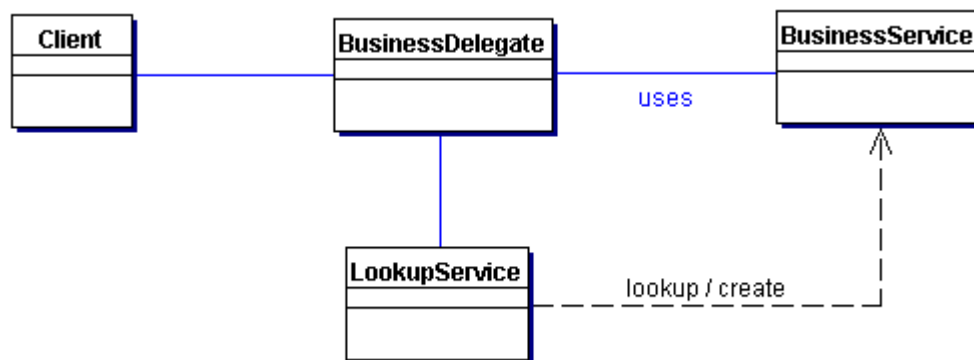 Client
BusinessDelegate
BusinessService
uses
LookupService
lookup / create